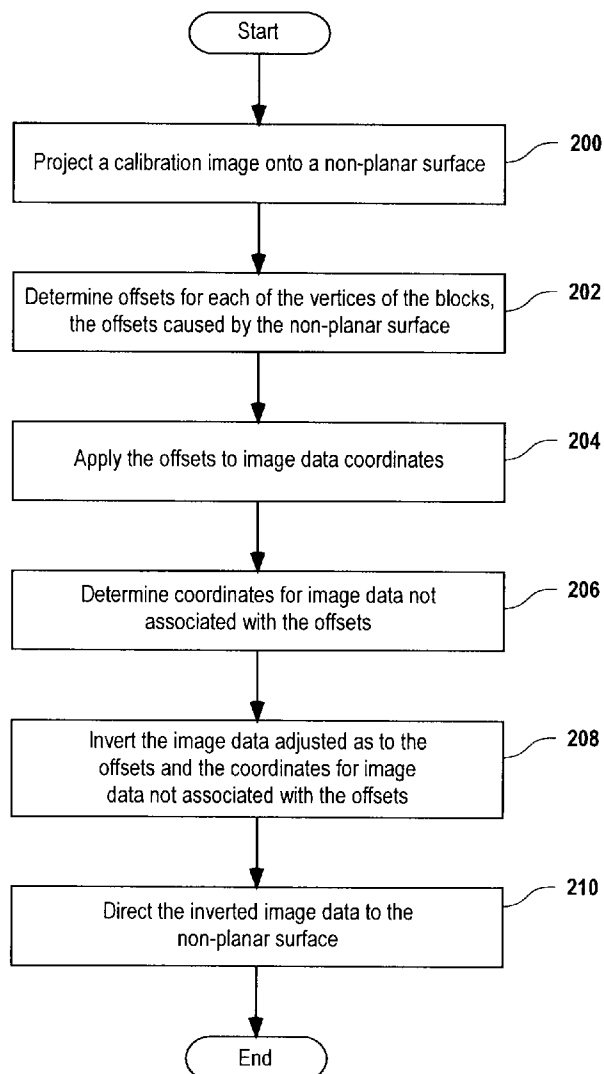 Start
Project a calibration image onto a non-planar surface
200
Determine offsets for each of the vertices of the blocks,
the offsets caused by the non-planar surface
202
Apply the offsets to image data coordinates
204
Determine coordinates for image data not
associated with the offsets
206
Invert the image data adjusted as to the
offsets and the coordinates for image
data not associated with the offsets
208
Direct the inverted image data to the
non-planar surface
210
End